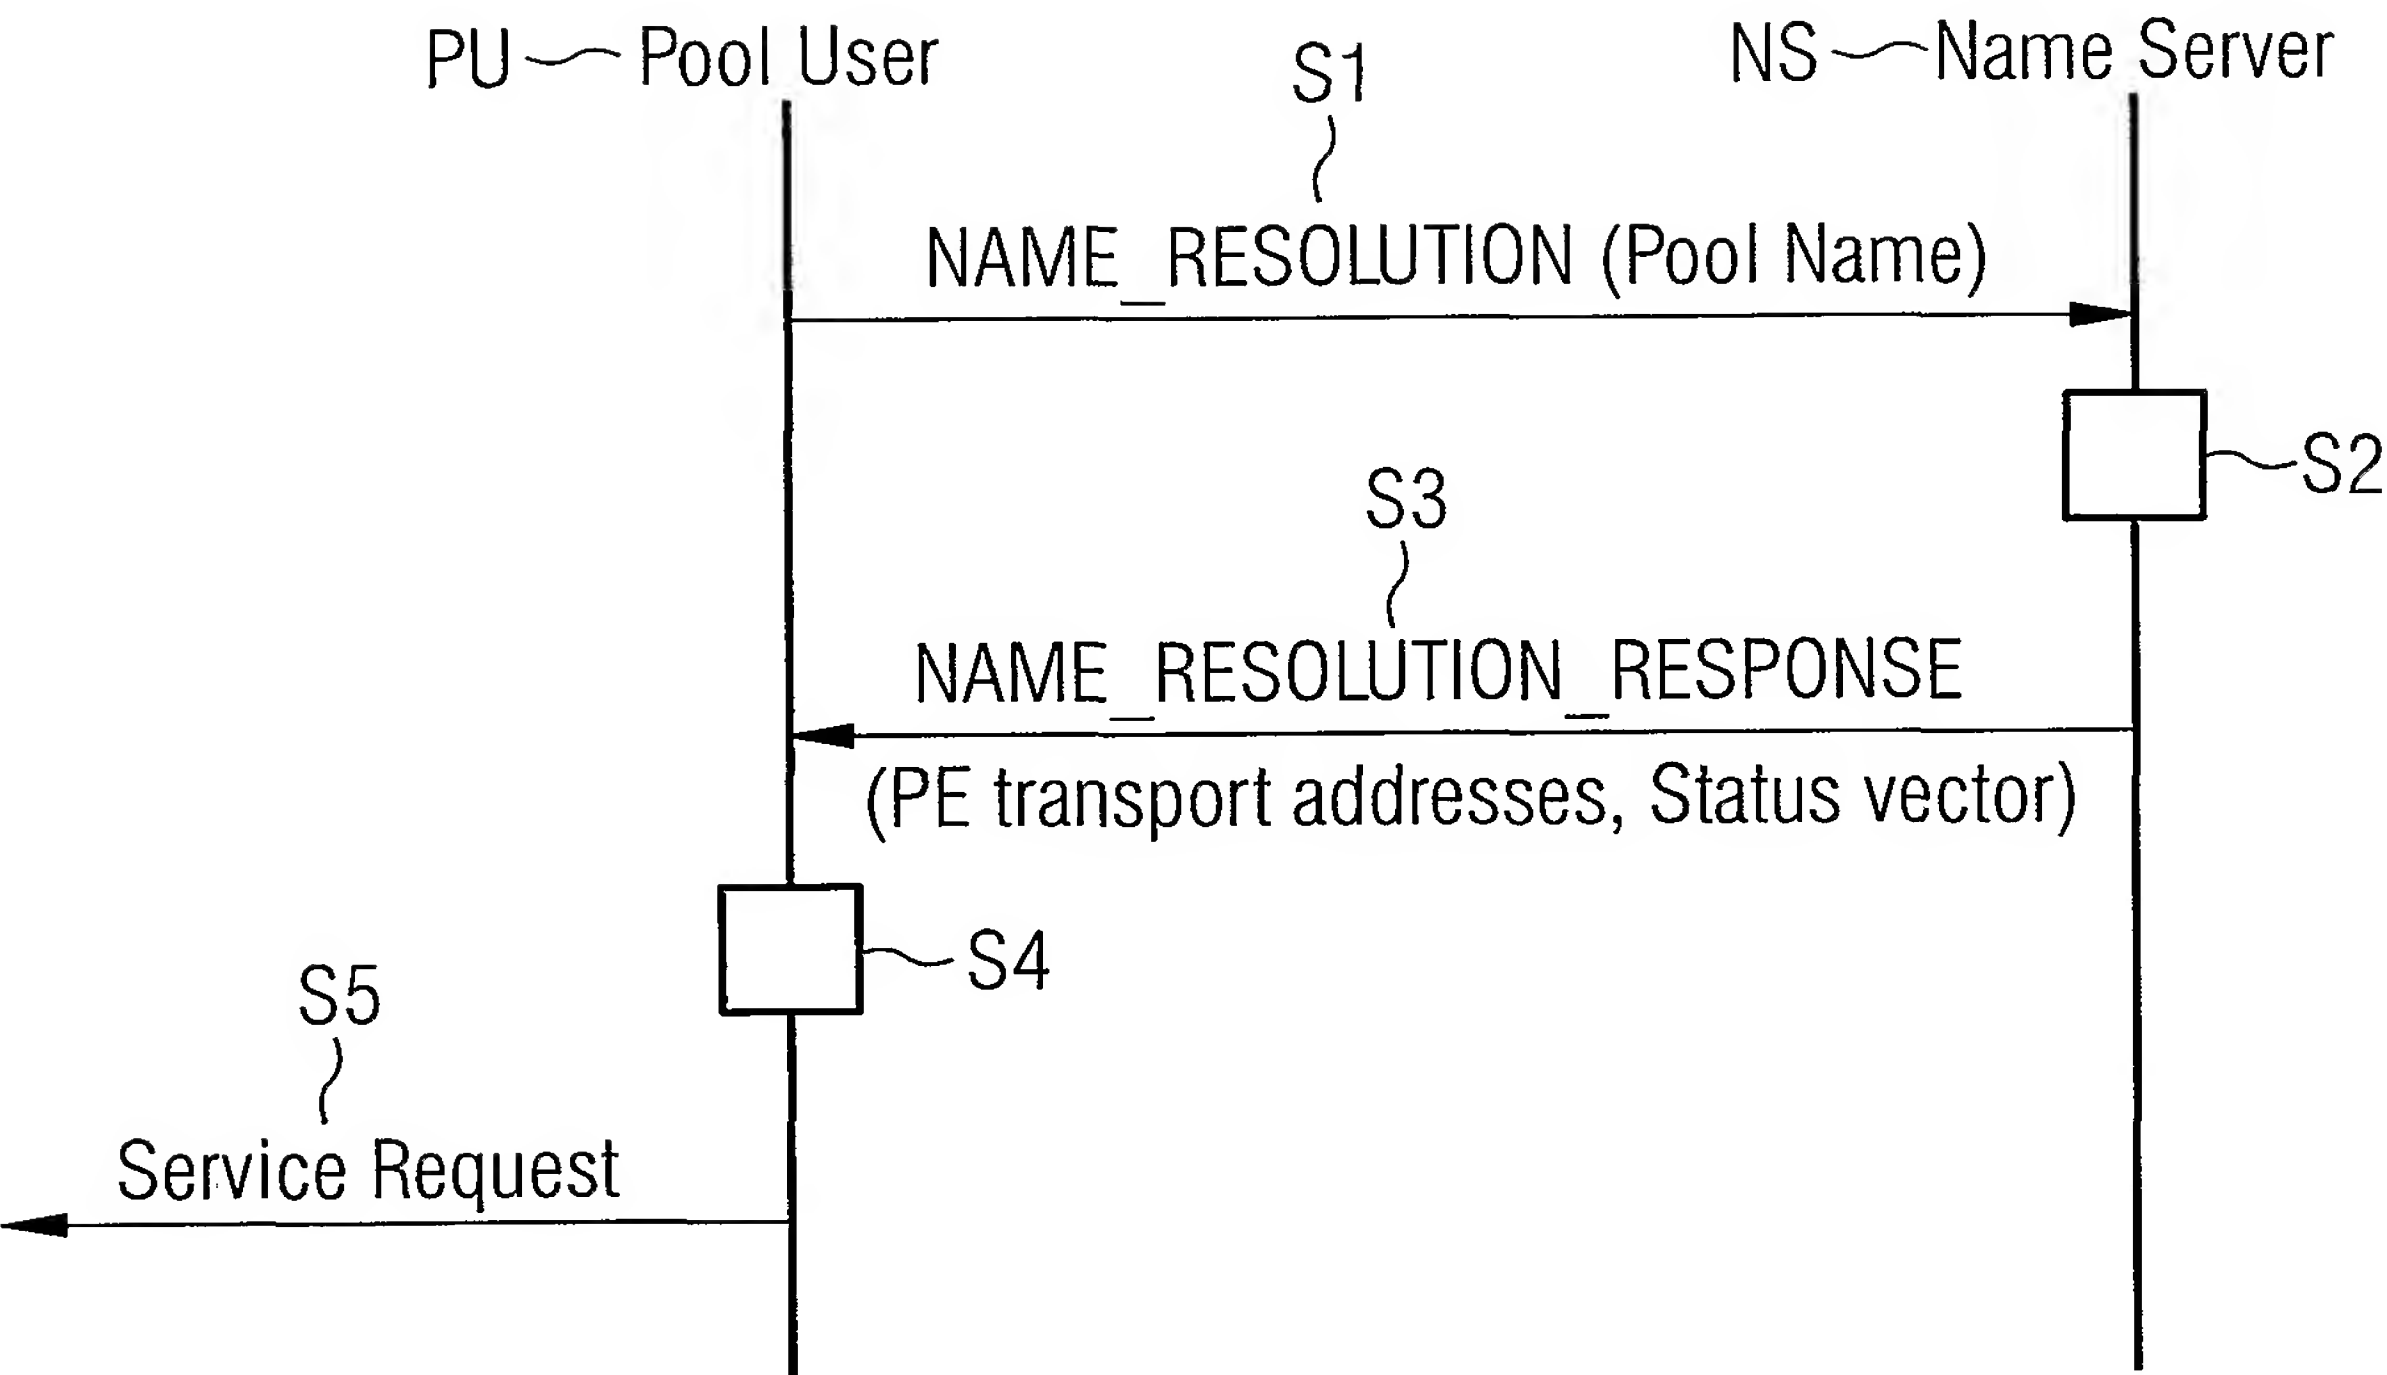 PU Pool User
NS Name Server
S1
NAME_RESOLUTION (Pool Name)
S2
S3
NAME_RESOLUTION_RESPONSE
(PE transport addresses, Status vector)
S4
S5
Service Request